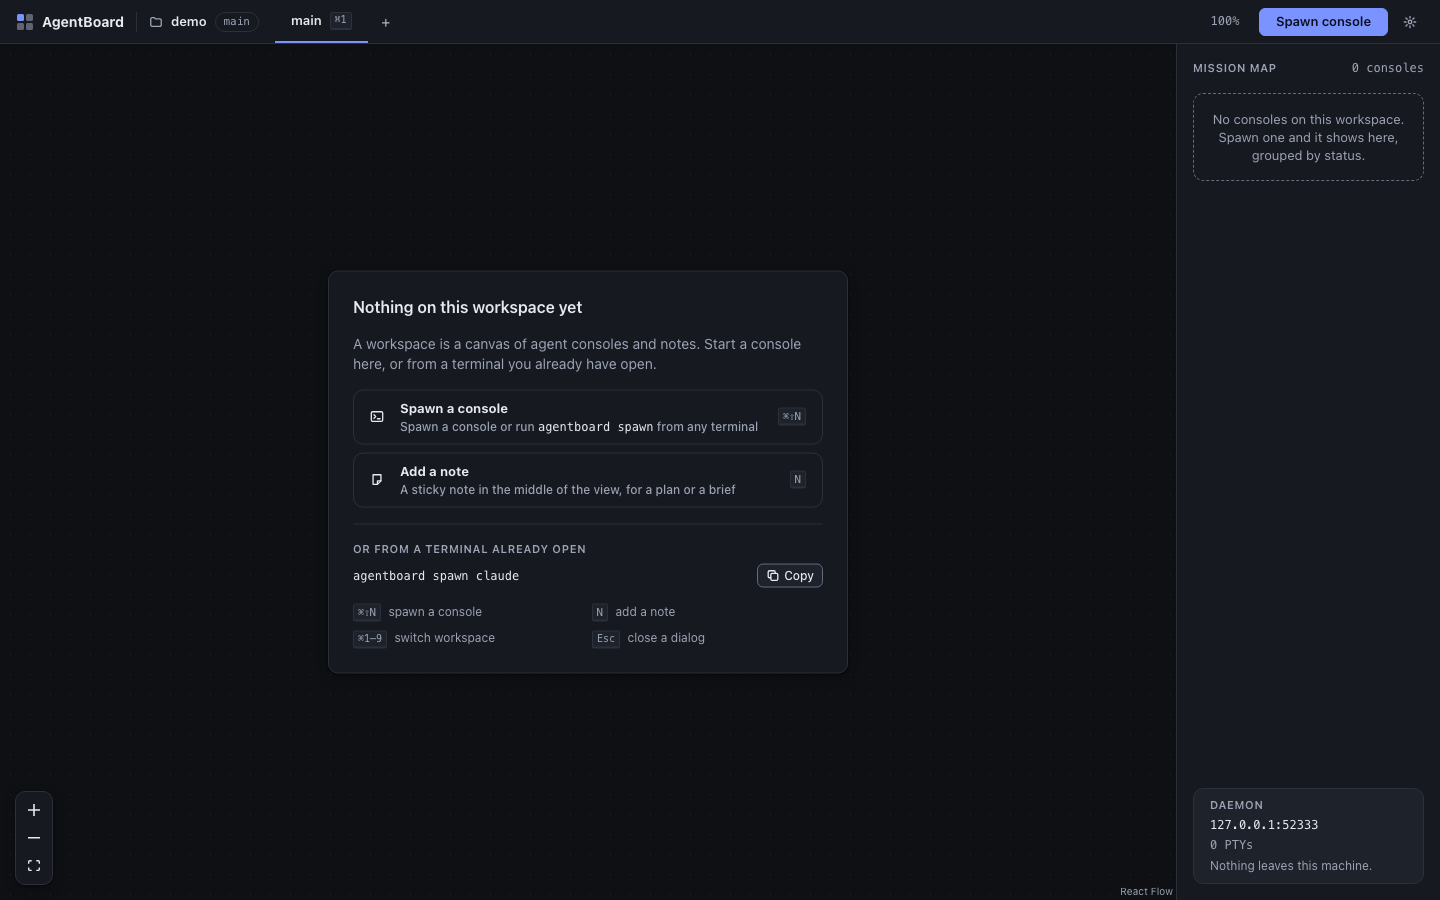 AgentBoard
demo
main
main ⌘1
+
100%
Spawn console
MISSION MAP
0 consoles
No consoles on this workspace.
Spawn one and it shows here,
grouped by status.
Nothing on this workspace yet
A workspace is a canvas of agent consoles and notes. Start a console
here, or from a terminal you already have open.
Spawn a console
Spawn a console or run agentboard spawn from any terminal
⌘⇧N
Add a note
A sticky note in the middle of the view, for a plan or a brief
N
OR FROM A TERMINAL ALREADY OPEN
agentboard spawn claude
Copy
⌘⇧N spawn a console
N add a note
⌘1–9 switch workspace
Esc close a dialog
DAEMON
127.0.0.1:52333
0 PTYs
Nothing leaves this machine.
React Flow